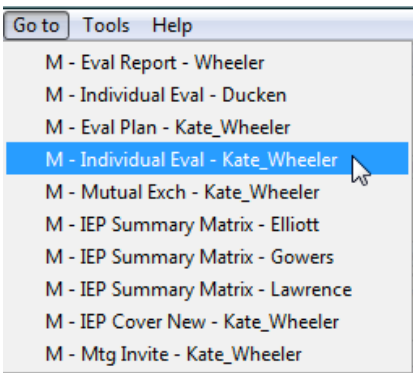 Go to Tools Help
M - Eval Report - Wheeler
M - Individual Eval - Ducken
M - Eval Plan - Kate_Wheeler
M - Individual Eval - Kate_Wheeler
M - Mutual Exch - Kate_Wheeler
M - IEP Summary Matrix - Elliott
M - IEP Summary Matrix - Gowers
M - IEP Summary Matrix - Lawrence
M - IEP Cover New - Kate_Wheeler
M - Mtg Invite - Kate_Wheeler